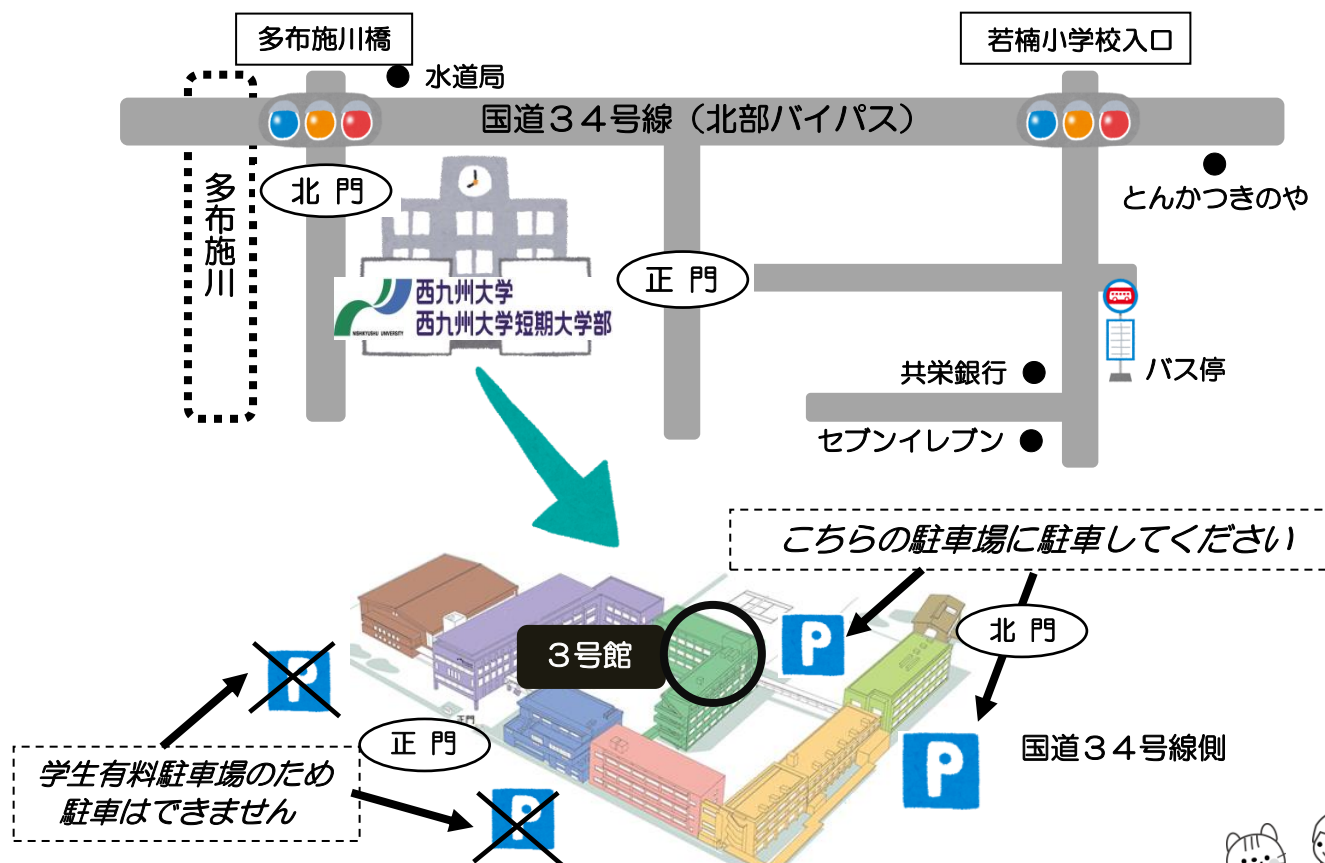 多布施川橋
若楠小学校入口
水道局
国道３４号線（北部バイパス）
多布施川
北 門
とんかつきのや
正 門
西九州大学
西九州大学短期大学部
NISHIKYUSHU UNIVERSITY
共栄銀行
バス停
セブンイレブン
こちらの駐車場に駐車してください
北 門
P
3号館
P
正門
正 門
P
国道３４号線側
学生有料駐車場のため
駐車はできません
P